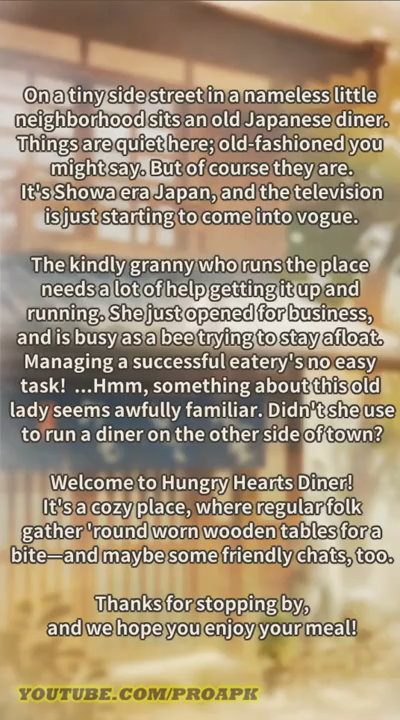 On a tiny side street in a nameless little
neighborhood sits an old Japanese diner.
Things are quiet here; old-fashioned you
might say. But of course they are.
It's Showa era Japan, and the television
is just starting to come into vogue.
The kindly granny who runs the place
needs a lot of help getting it up and
running. She just opened for business,
and is busy as a bee trying to stay afloat.
Managing a successful eatery's no easy
task! ...Hmm, something about this old
lady seems awfully familiar. Didn't she use
to run a diner on the other side of town?
Welcome to Hungry Hearts Diner!
It's a cozy place, where regular folk
gather 'round worn wooden tables for a
bite—and maybe some friendly chats, too.
Thanks for stopping by,
and we hope you enjoy your meal!
YOUTUBE.COM/PROAPK